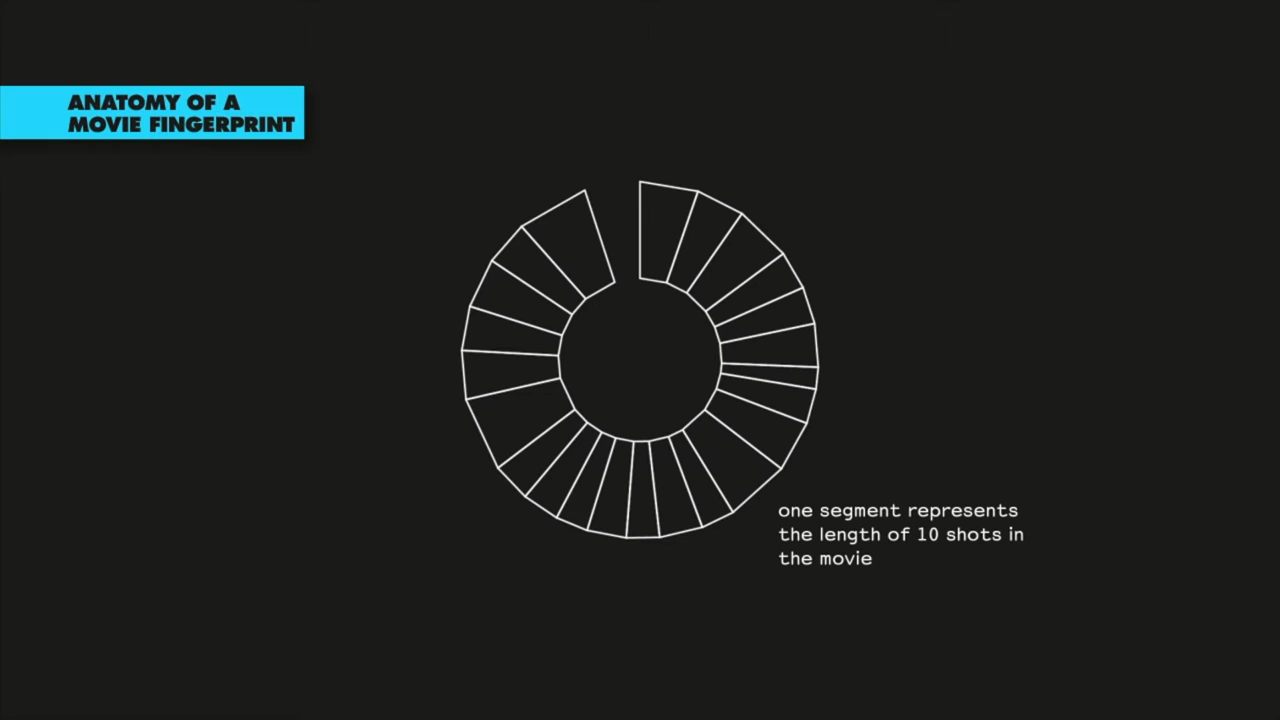 ANATOMY OF A
MOVIE FINGERPRINT
one segment represents
the length of 10 shots in
the movie